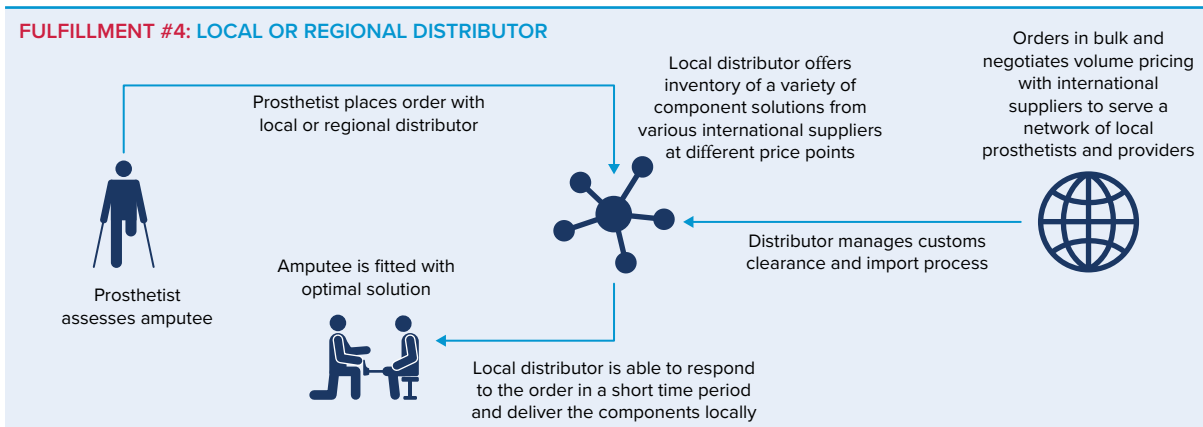 FULFILLMENT #4: LOCAL OR REGIONAL DISTRIBUTOR
Prosthetist
assesses amputee
Prosthetist places order with
local or regional distributor
Local distributor offers
inventory of a variety of
component solutions from
various international suppliers
at different price points
Orders in bulk and
negotiates volume pricing
with international
suppliers to serve a
network of local
prosthetists and providers
Distributor manages customs
clearance and import process
Local distributor is able to respond
to the order in a short time period
and deliver the components locally
Amputee is fitted with
optimal solution